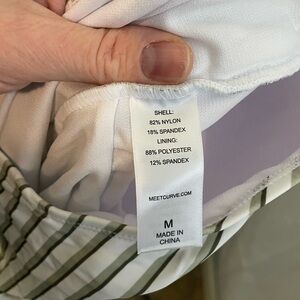 SHELL:
82% NYLON
18% SPANDEX
LINING:
88% POLYESTER
12% SPANDEX
MEETCURVE.COM
M
MADE IN
CHINA